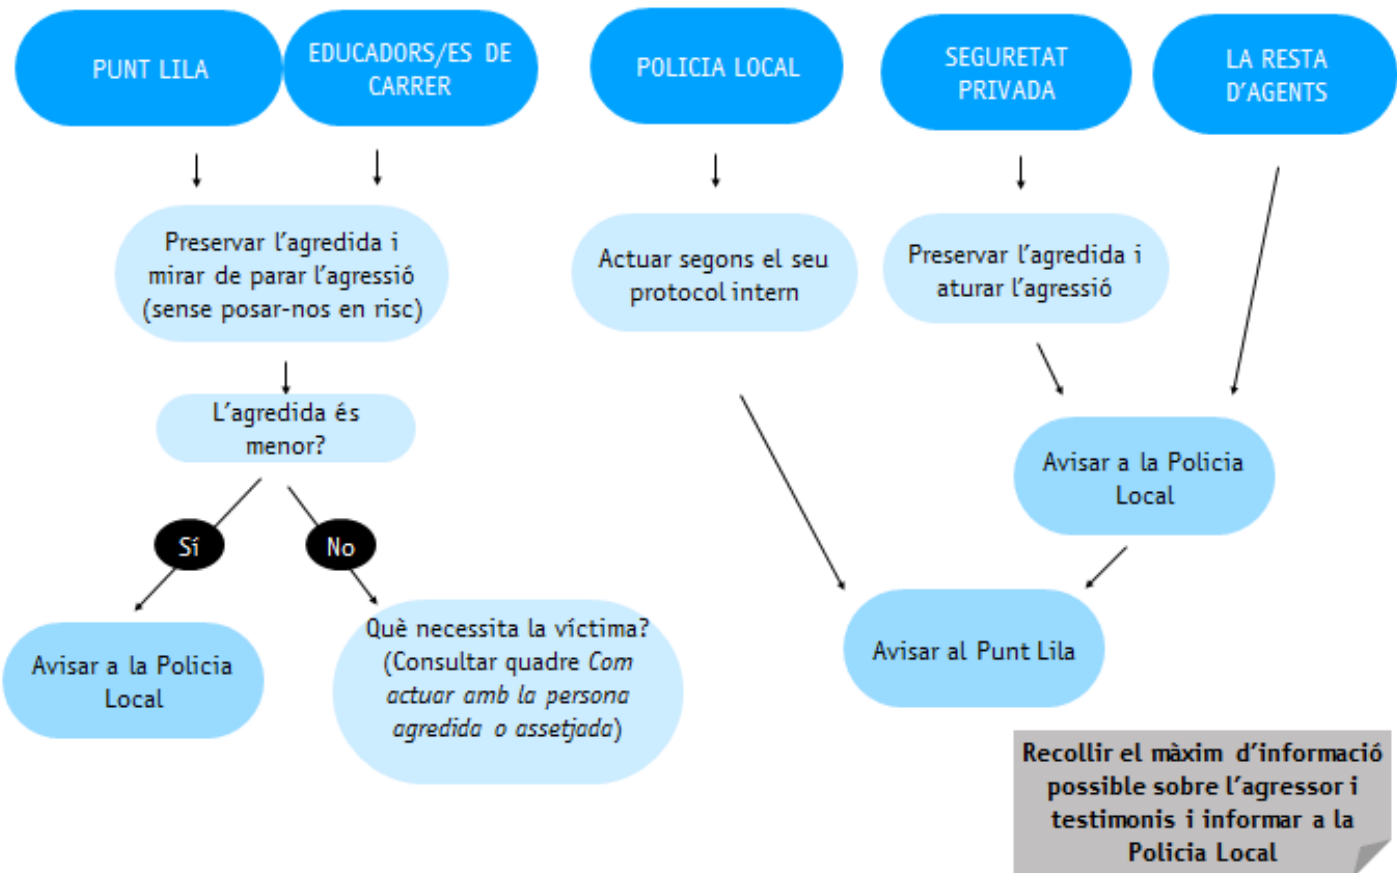 PUNT LILA
EDUCADORS/ES DE
CARRER
POLICIA LOCAL
SEGURETAT
PRIVADA
LA RESTA
D'AGENTS
Preservar l'agredida i
mirar de parar l'agressió
(sense posar-nos en risc)
Actuar segons el seu
protocol intern
Preservar l'agredida i
aturar l'agressió
L'agredida és
menor?
Avisar a la Policia
Local
Sí
No
Avisar a la Policia
Local
Què necessita la víctima?
(Consultar quadre Com
actuar amb la persona
agredida o assetjada)
Avisar al Punt Lila
Recollir el màxim d'informació
possible sobre l'agressor i
testimonis i informar a la
Policia Local